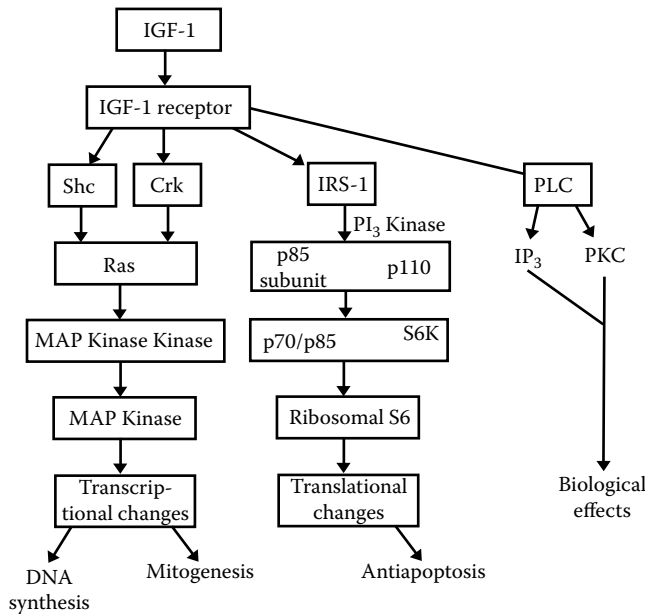 IGF-1
IGF-1 receptor
Shc
Crk
IRS-1
PLC
PI3 Kinase
IP3
PKC
Ras
p85
subunit
p110
MAP Kinase Kinase
p70/p85
S6K
MAP Kinase
Ribosomal S6
Transcrip-
tional changes
Translational
changes
Biological
effects
DNA
synthesis
Mitogenesis
Antiapoptosis